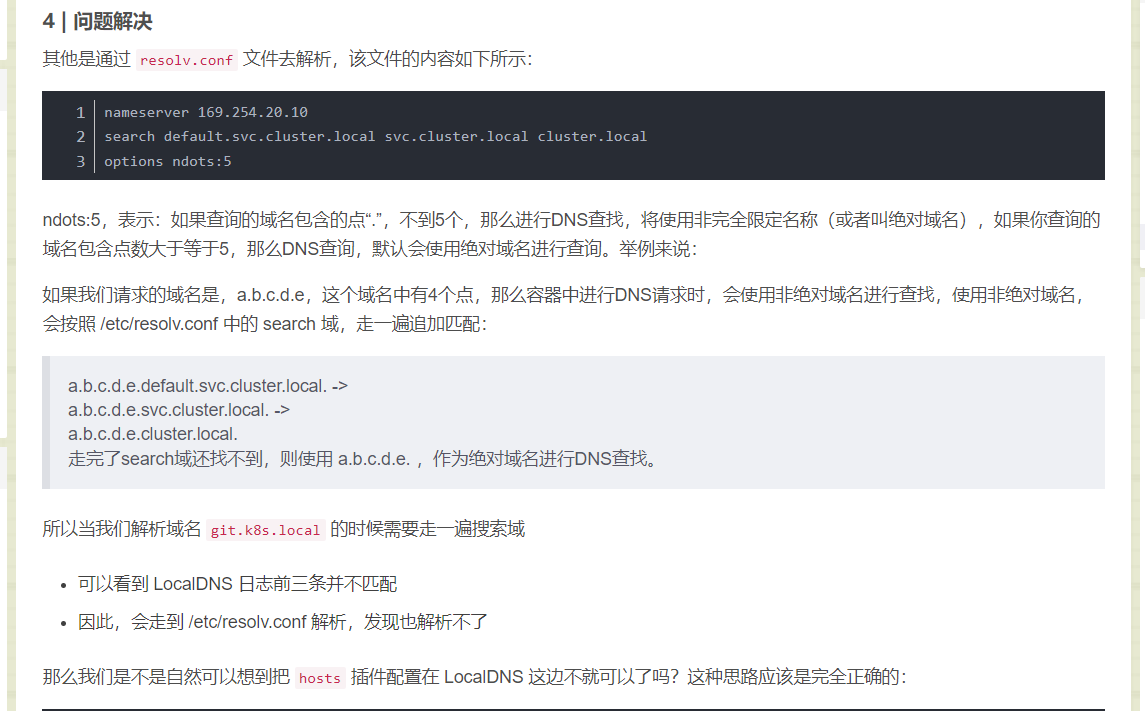 4 | 问题解决
其他是通过 resolv.conf 文件去解析，该文件的内容如下所示：
1 nameserver 169.254.20.10
2 search default.svc.cluster.local svc.cluster.local cluster.local
3 options ndots:5
ndots:5，表示：如果查询的域名包含的点“.”，不到5个，那么进行DNS查找，将使用非完全限定名称（或者叫绝对域名），如果你查询的
域名包含点数大于等于5，那么DNS查询，默认会使用绝对域名进行查询。举例来说：
如果我们请求的域名是，a.b.c.d.e，这个域名中有4个点，那么容器中进行DNS请求时，会使用非绝对域名进行查找，使用非绝对域名，
会按照 /etc/resolv.conf 中的 search 域，走一遍追加匹配：
a.b.c.d.e.default.svc.cluster.local. ->
a.b.c.d.e.svc.cluster.local. ->
a.b.c.d.e.cluster.local.
走完了search域还找不到，则使用 a.b.c.d.e. ，作为绝对域名进行DNS查找。
所以当我们解析域名 git.k8s.local 的时候需要走一遍搜索域
• 可以看到 LocalDNS 日志前三条并不匹配
• 因此，会走到 /etc/resolv.conf 解析，发现也解析不了
那么我们是不是自然可以想到把 hosts 插件配置在 LocalDNS 这边不就可以了吗？这种思路应该是完全正确的：